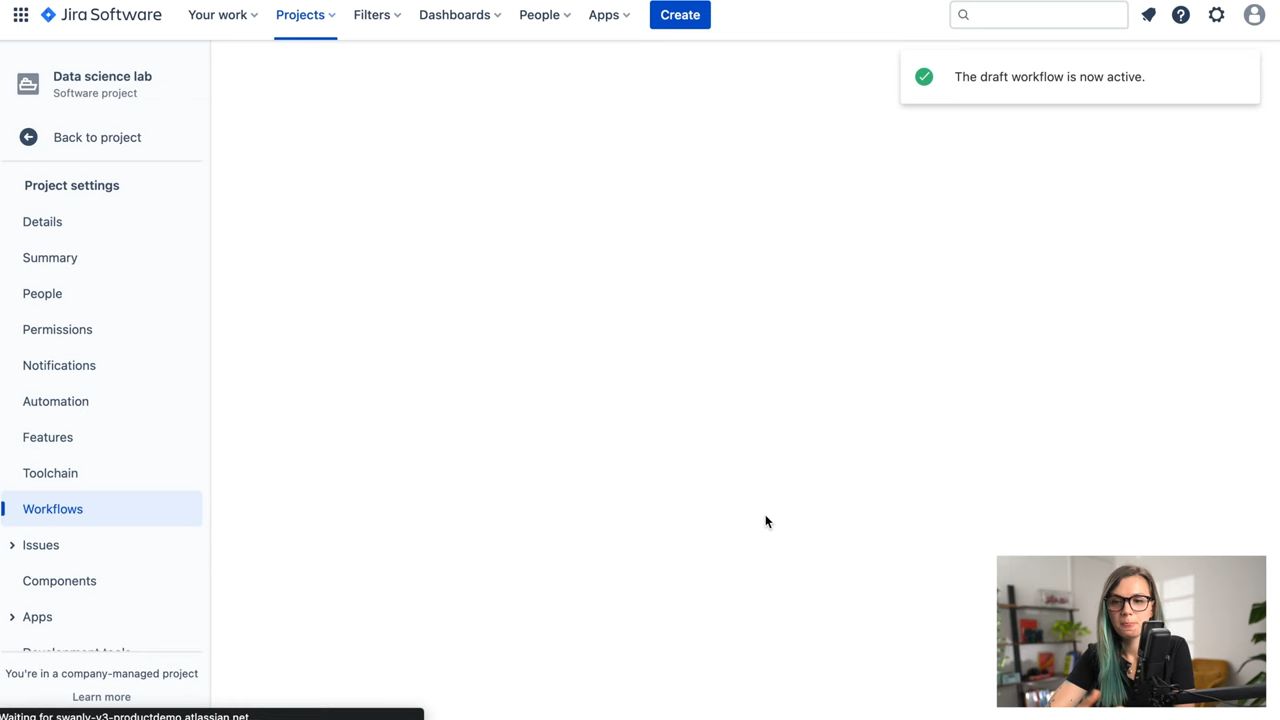 Jira Software
Your work
Projects
Filters
Dashboards
People
Apps
Create
The draft workflow is now active.
Data science lab
Software project
Back to project
Project settings
Details
Summary
People
Permissions
Notifications
Automation
Features
Toolchain
Workflows
Issues
Components
Apps
Development tools
You're in a company-managed project
Learn more
Waiting for swanly-v3-productdemo.atlassian.net